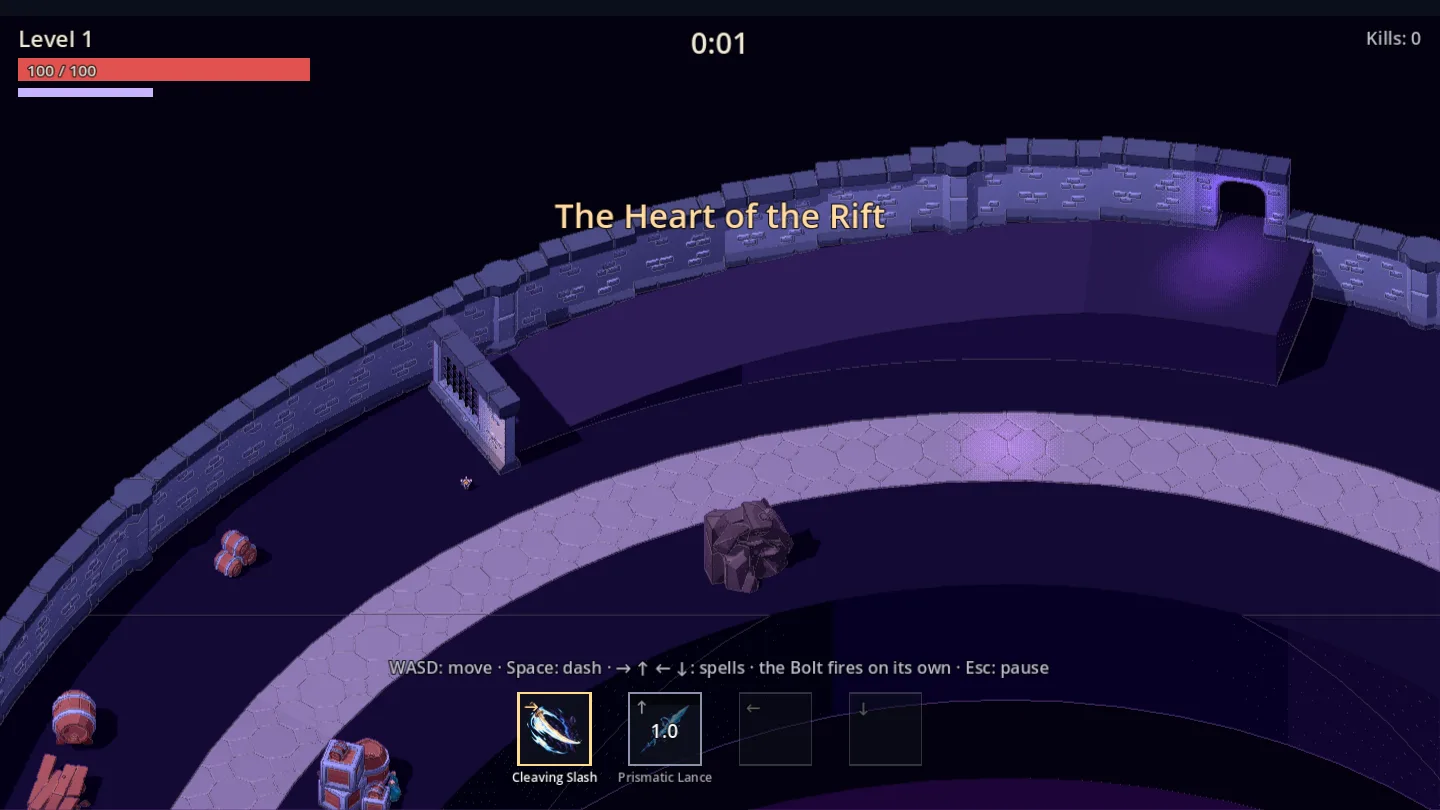 Level 1
0:01
Kills: 0
100 / 100
The Heart of the Rift
WASD: move · Space: dash · → ↑ ← ↓: spells · the Bolt fires on its own · Esc: pause
→
↑
←
↓
1.0
Cleaving Slash
Prismatic Lance